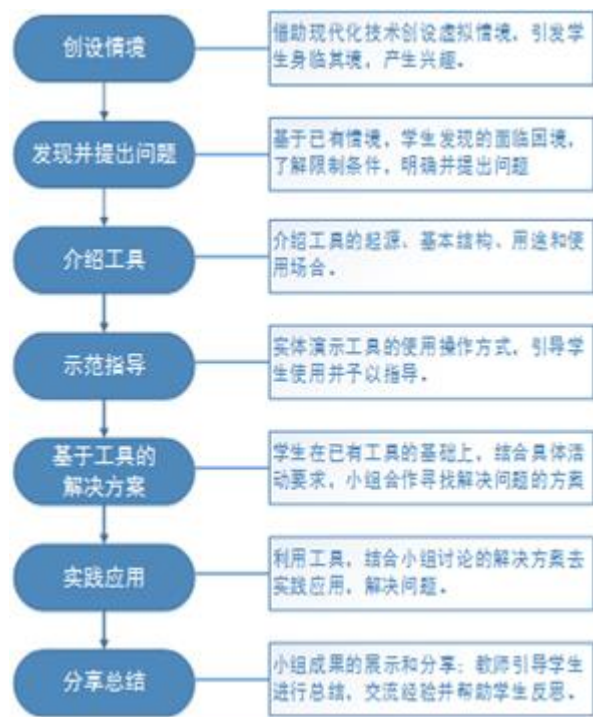 创设情境
借助现代化技术创设虚拟情境，引发学
生身临其境，产生兴趣。
发现并提出问题
基于已有情境，学生发现的面临困境，
了解限制条件，明确并提出问题
介绍工具
介绍工具的起源、基本结构、用途和使
用场合。
示范指导
实体演示工具的使用操作方式，引导学
生使用并予以指导。
基于工具的
解决方案
学生在已有工具的基础上，结合具体活
动要求，小组合作寻找解决问题的方案
实践应用
利用工具，结合小组讨论的解决方案去
实践应用，解决问题。
分享总结
小组成果的展示和分享；教师引导学生
进行总结，交流经验并帮助学生反思。